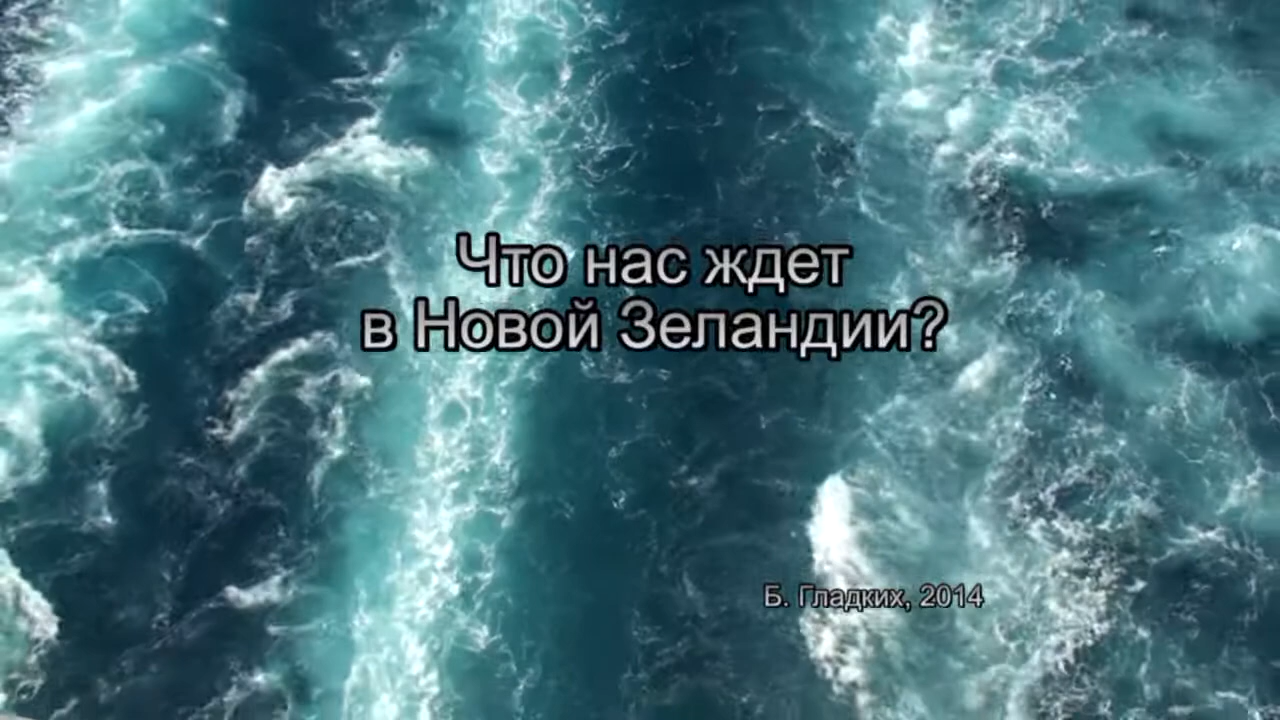 Что нас ждет
в Новой Зеландии?
Б. Гладких, 2014